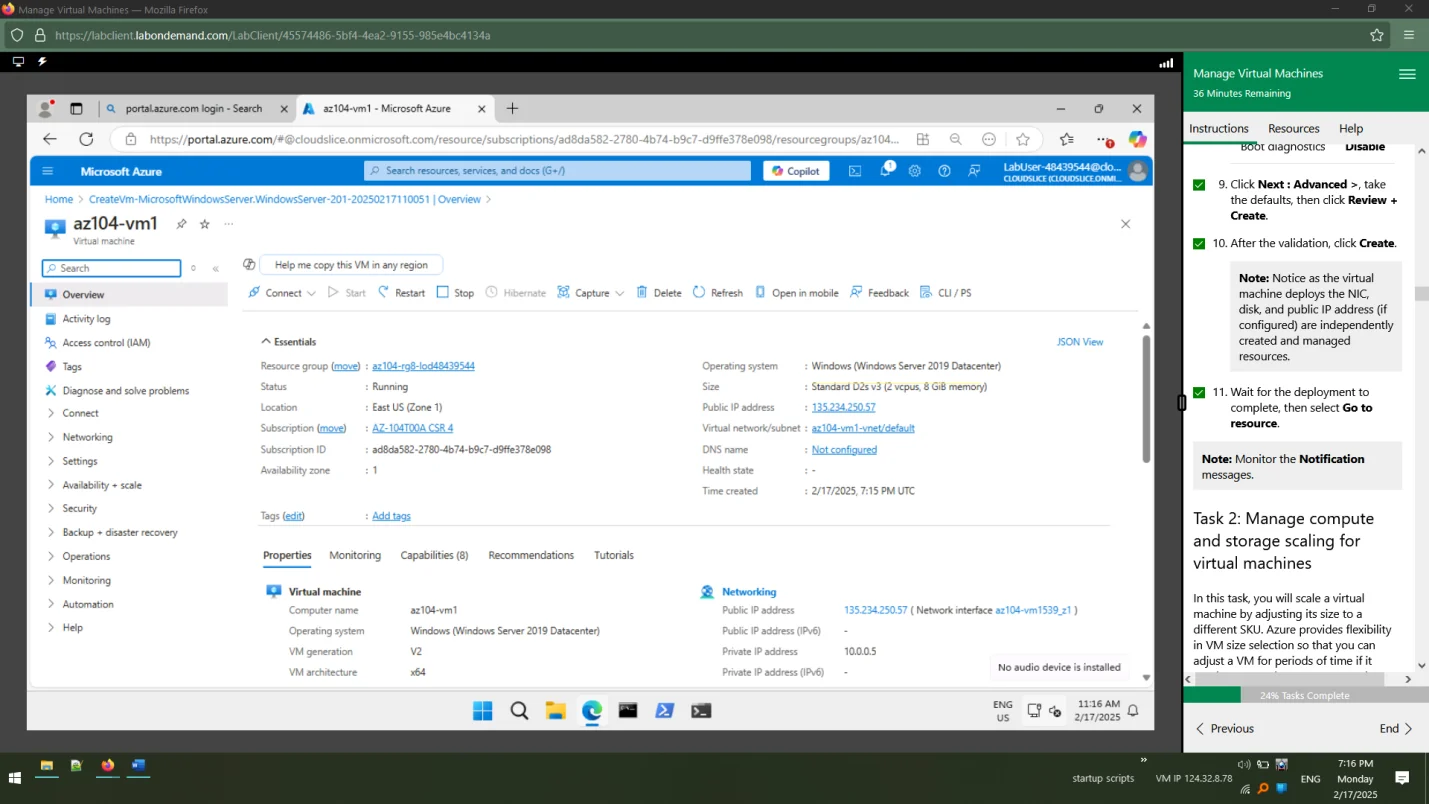 Manage Virtual Machines — Mozilla Firefox
https://labclient.labondemand.com/LabClient/45574486-5bf4-4ea2-9155-985e4bc4134a
portal.azure.com login - Search
az104-vm1 - Microsoft Azure
https://portal.azure.com/#@cloudslice.onmicrosoft.com/resource/subscriptions/ad8da582-2780-4b74-b9c7-d9ffe378e098/resourcegroups/az104...
Microsoft Azure
Search resources, services, and docs (G+/)
Copilot
1
LabUser-48439544@clo...
CLOUDSLICE (CLOUDSLICE.ONMI...
Home > CreateVm-MicrosoftWindowsServer.WindowsServer-201-20250217110051 | Overview >
az104-vm1
Virtual machine
Search
Overview
Activity log
Access control (IAM)
Tags
Diagnose and solve problems
Connect
Networking
Settings
Availability + scale
Security
Backup + disaster recovery
Operations
Monitoring
Automation
Help
Help me copy this VM in any region
Connect
Start
Restart
Stop
Hibernate
Capture
Delete
Refresh
Open in mobile
Feedback
CLI / PS
Essentials
JSON View
Resource group (move) : az104-rg8-lod48439544
Status : Running
Location : East US (Zone 1)
Subscription (move) : AZ-104T00A CSR 4
Subscription ID : ad8da582-2780-4b74-b9c7-d9ffe378e098
Availability zone : 1
Operating system : Windows (Windows Server 2019 Datacenter)
Size : Standard D2s v3 (2 vcpus, 8 GiB memory)
Public IP address : 135.234.250.57
Virtual network/subnet : az104-vm1-vnet/default
DNS name : Not configured
Health state : -
Time created : 2/17/2025, 7:15 PM UTC
Tags (edit) : Add tags
Properties
Monitoring
Capabilities (8)
Recommendations
Tutorials
Virtual machine
Computer name az104-vm1
Operating system Windows (Windows Server 2019 Datacenter)
VM generation V2
VM architecture x64
Networking
Public IP address 135.234.250.57 ( Network interface az104-vm1539_z1 )
Public IP address (IPv6) -
Private IP address 10.0.0.5
Private IP address (IPv6) -
No audio device is installed
ENG
US
11:16 AM
2/17/2025
Manage Virtual Machines
36 Minutes Remaining
Instructions
Resources
Help
Boot diagnostics Disable
9. Click Next : Advanced >, take
the defaults, then click Review +
Create.
10. After the validation, click Create.
Note: Notice as the virtual
machine deploys the NIC,
disk, and public IP address (if
configured) are independently
created and managed
resources.
11. Wait for the deployment to
complete, then select Go to
resource.
Note: Monitor the Notification
messages.
Task 2: Manage compute
and storage scaling for
virtual machines
In this task, you will scale a virtual
machine by adjusting its size to a
different SKU. Azure provides flexibility
in VM size selection so that you can
adjust a VM for periods of time if it
24% Tasks Complete
Previous
End
startup scripts
VM IP 124.32.8.78
ENG
7:16 PM
Monday
2/17/2025